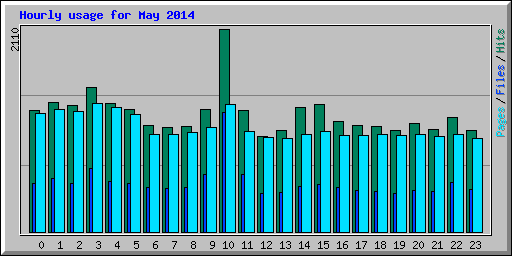 Hourly usage for May 2014
2110
Pages / Files / Hits
0 1 2 3 4 5 6 7 8 9 10 11 12 13 14 15 16 17 18 19 20 21 22 23